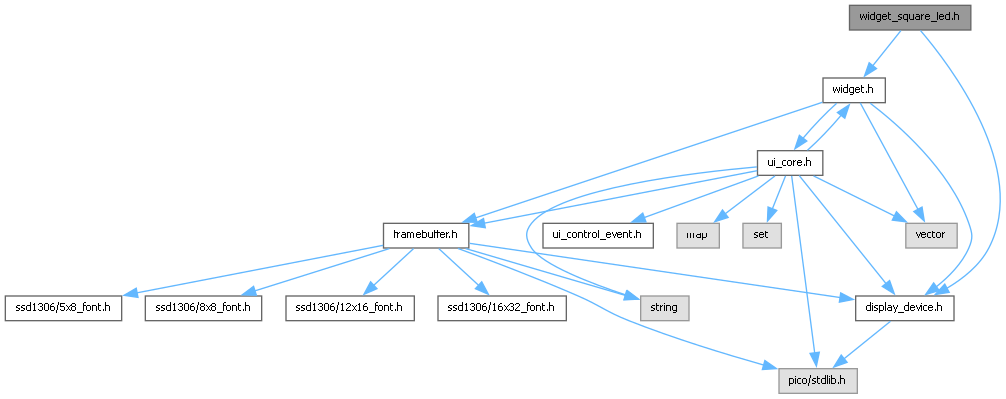 widget_square_led.h
widget.h
ui_core.h
framebuffer.h
ui_control_event.h
map
set
vector
ssd1306/5x8_font.h
ssd1306/8x8_font.h
ssd1306/12x16_font.h
ssd1306/16x32_font.h
string
display_device.h
pico/stdlib.h